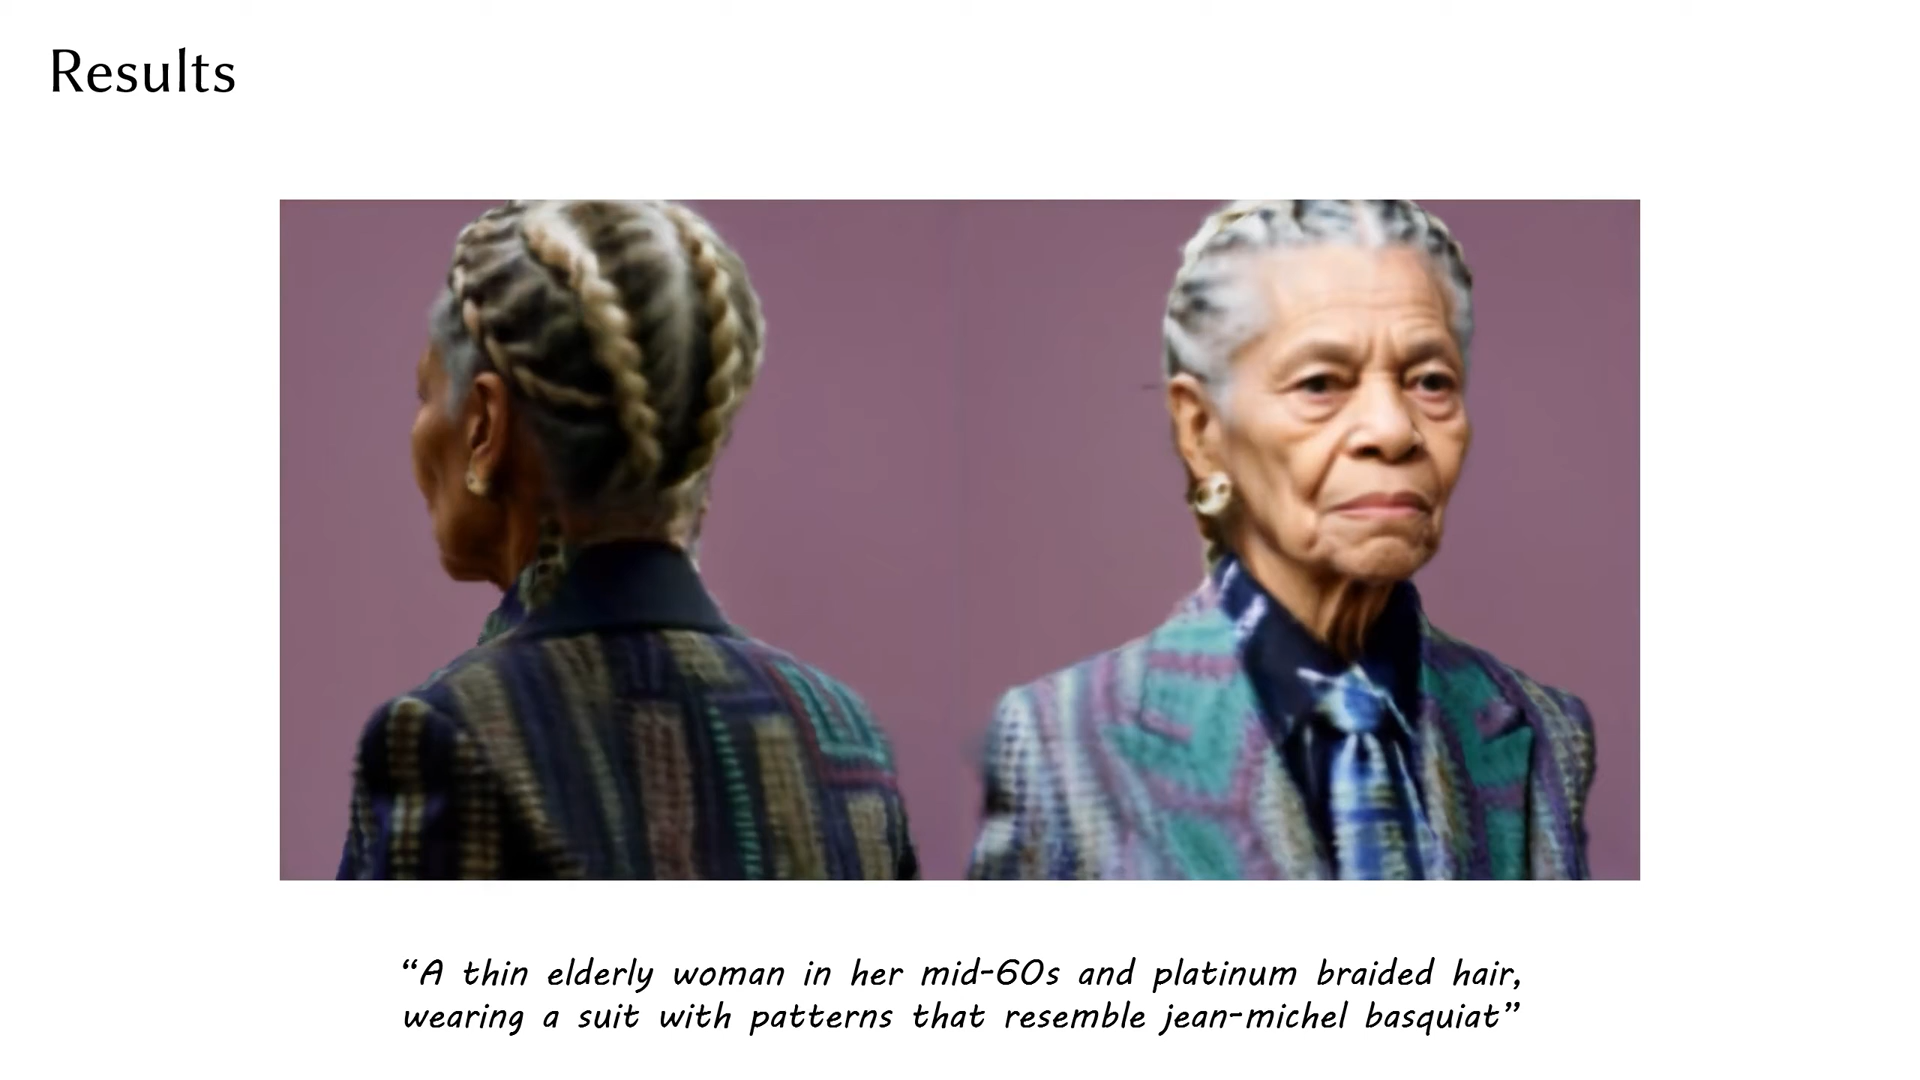 Results
“A thin elderly woman in her mid-60s and platinum braided hair,
wearing a suit with patterns that resemble jean-michel basquiat”